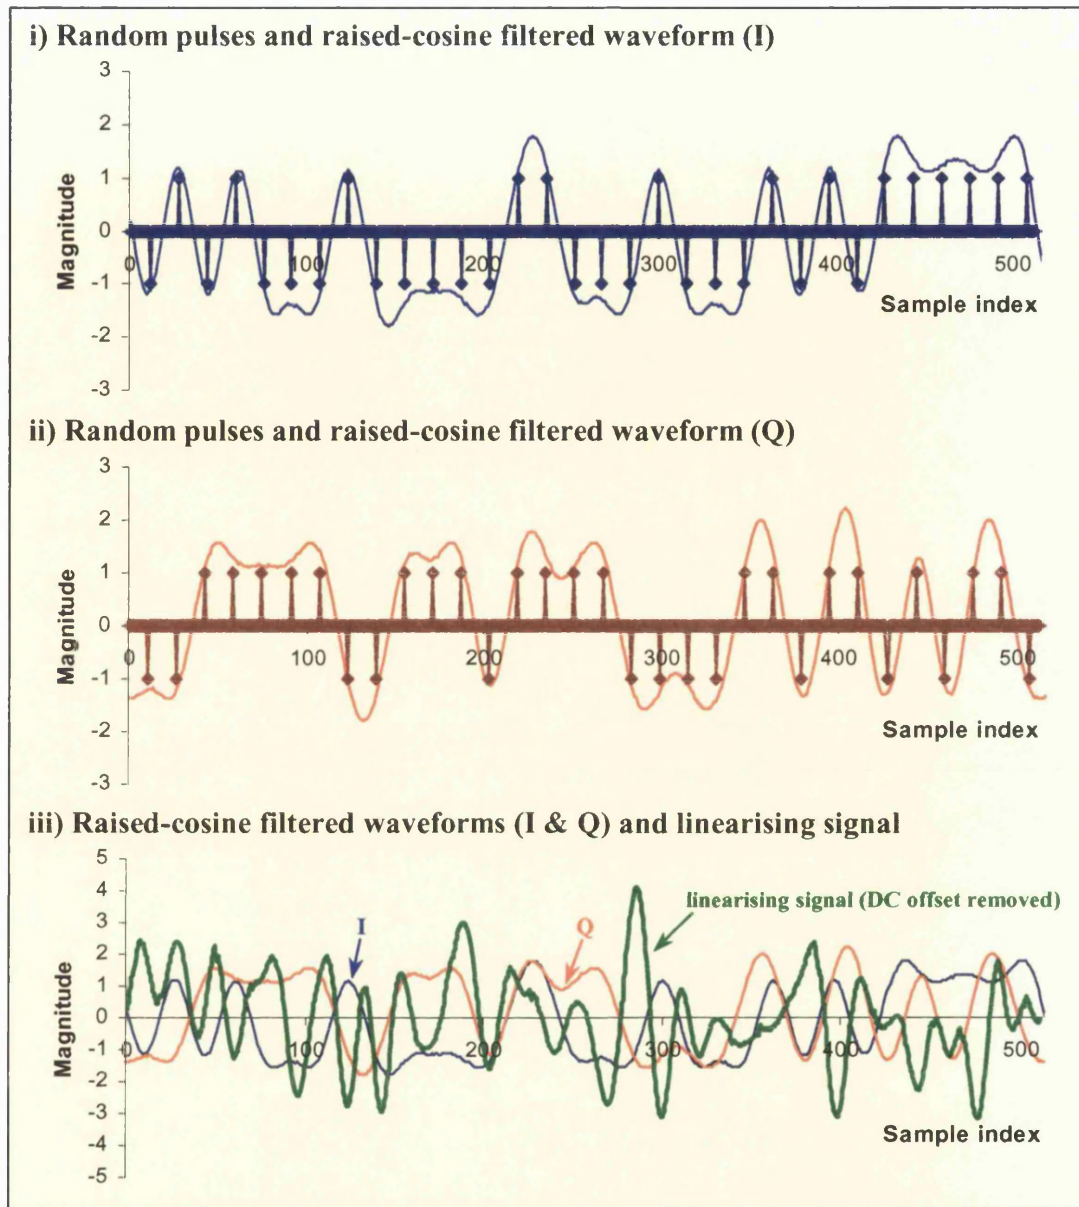 i) Random pulses and raised-cosine filtered waveform (I)
3
2
1
0
-1
-2
-3
Magnitude
0 100 200 300 400 500
Sample index
ii) Random pulses and raised-cosine filtered waveform (Q)
3
2
1
0
-1
-2
-3
Magnitude
0 100 200 300 400 500
Sample index
iii) Raised-cosine filtered waveforms (I & Q) and linearising signal
5
4
3
2
1
0
-1
-2
-3
-4
-5
Magnitude
I
Q
linearising signal (DC offset removed)
0 100 200 300 400 500
Sample index